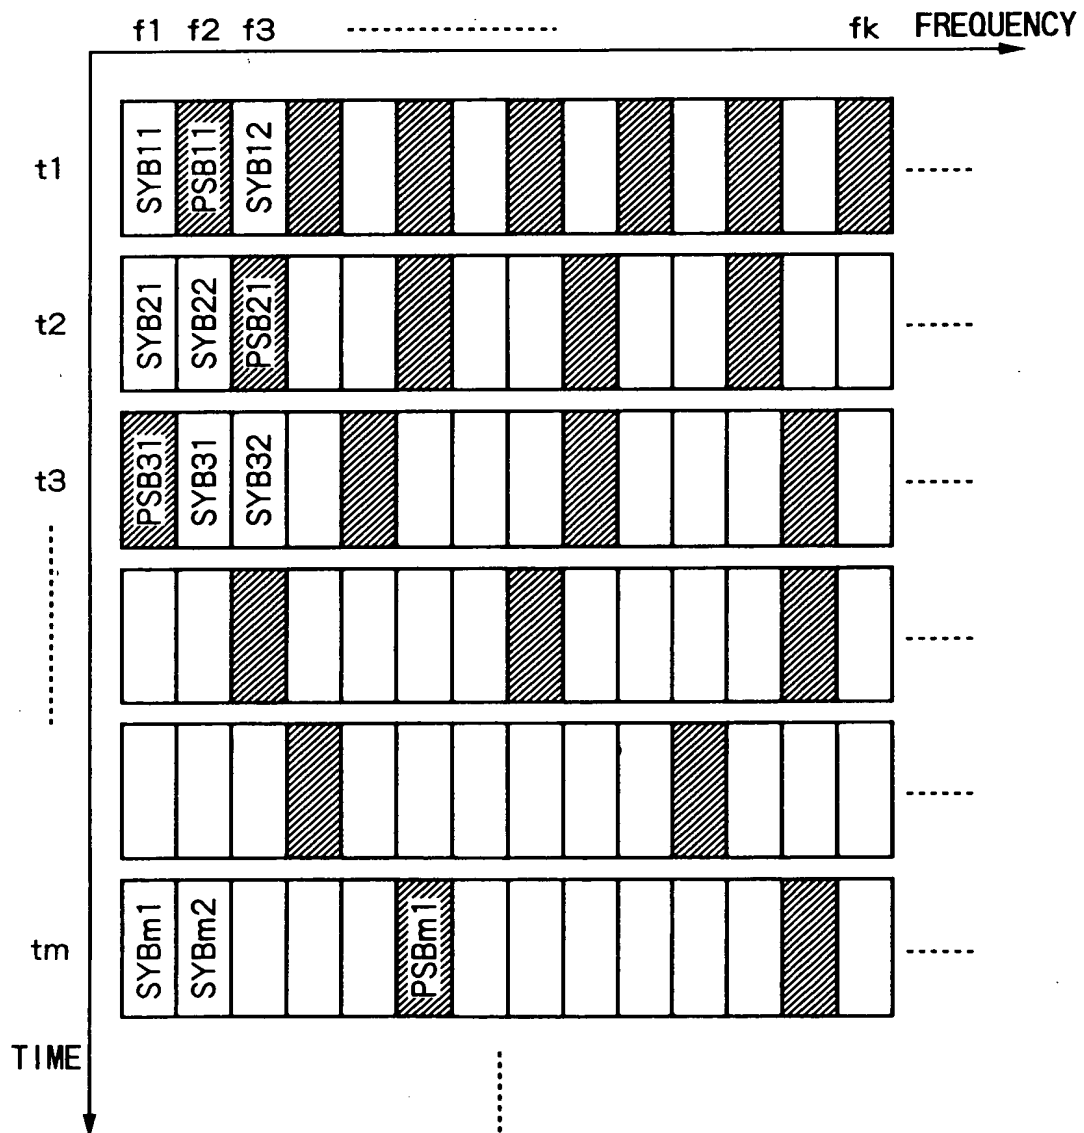 f1 f2 f3 fk FREQUENCY
t1
SYB11
PSB11
SYB12
t2
SYB21
SYB22
PSB21
t3
PSB31
SYB31
SYB32
tm
SYBm1
SYBm2
PSBm1
TIME